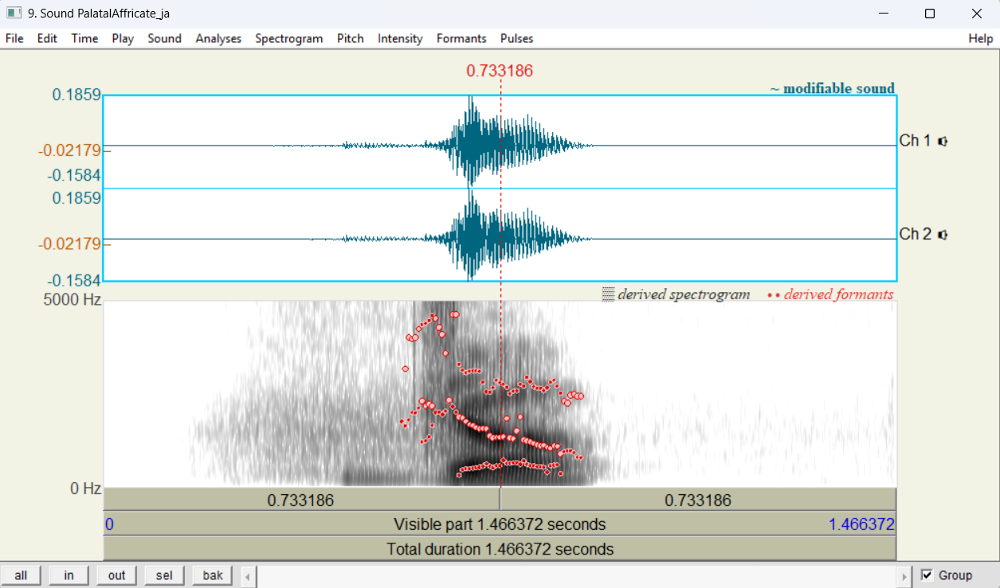 9. Sound PalatalAffricate_ja
File Edit Time Play Sound Analyses Spectrogram Pitch Intensity Formants Pulses Help
0.733186
0.1859 ~ modifiable sound
-0.02179 Ch 1
-0.1584
0.1859
-0.02179 Ch 2
-0.1584
5000 Hz derived spectrogram •• derived formants
0 Hz
0.733186 0.733186
0 Visible part 1.466372 seconds 1.466372
Total duration 1.466372 seconds
all in out sel bak Group